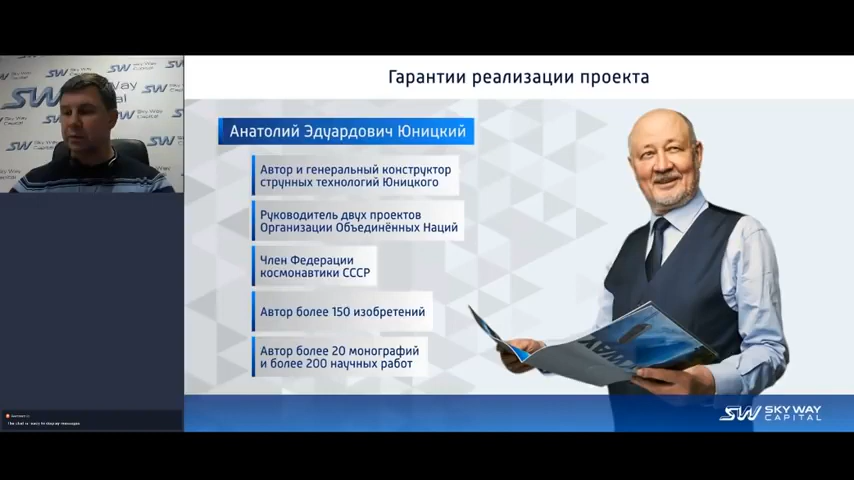 Гарантии реализации проекта
Анатолий Эдуардович Юницкий
Автор и генеральный конструктор
струнных технологий Юницкого
Руководитель двух проектов
Организации Объединённых Наций
Член Федерации
космонавтики СССР
Автор более 150 изобретений
Автор более 20 монографий
и более 200 научных работ
SW SKY WAY
CAPITAL